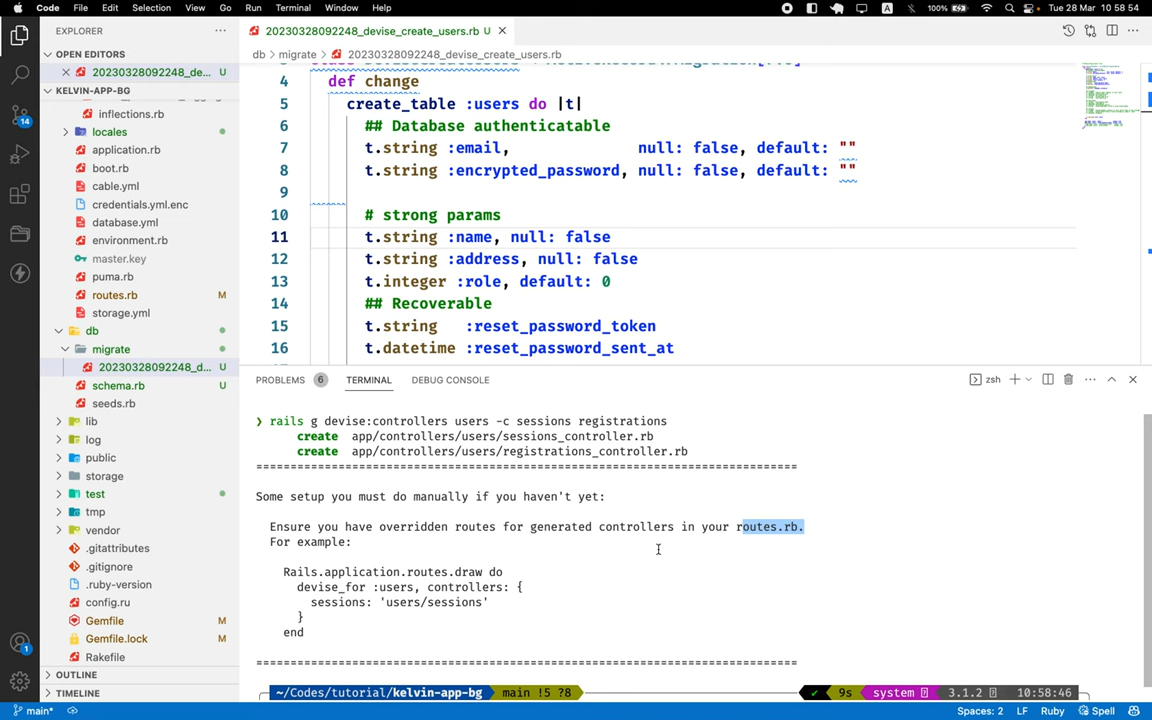 Code File Edit Selection View Go Run Terminal Window Help
A 100% Tue 28 Mar 10 58 54
EXPLORER
20230328092248_devise_create_users.rb U
OPEN EDITORS
db › migrate › 20230328092248_devise_create_users.rb
20230328092248_de... U
KELVIN-APP-BG
inflections.rb
locales
application.rb
boot.rb
cable.yml
credentials.yml.enc
database.yml
environment.rb
master.key
puma.rb
routes.rb M
storage.yml
db
migrate
20230328092248_d... U
schema.rb U
seeds.rb
lib
log
public
storage
test
tmp
vendor
.gitattributes
.gitignore
.ruby-version
config.ru
Gemfile M
Gemfile.lock M
Rakefile
OUTLINE
TIMELINE
14
1
4 def change
5 create_table :users do |t|
6 ## Database authenticatable
7 t.string :email, null: false, default: ""
8 t.string :encrypted_password, null: false, default: ""
9
10 # strong params
11 t.string :name, null: false
12 t.string :address, null: false
13 t.integer :role, default: 0
14 ## Recoverable
15 t.string :reset_password_token
16 t.datetime :reset_password_sent_at
PROBLEMS 6 TERMINAL DEBUG CONSOLE zsh
❯ rails g devise:controllers users -c sessions registrations
create app/controllers/users/sessions_controller.rb
create app/controllers/users/registrations_controller.rb
===============================================================================
Some setup you must do manually if you haven't yet:
Ensure you have overridden routes for generated controllers in your routes.rb.
For example:
Rails.application.routes.draw do
devise_for :users, controllers: {
sessions: 'users/sessions'
}
end
===============================================================================
~/Codes/tutorial/kelvin-app-bg main !5 ?8 ✔ 9s system 3.1.2 10:58:46
main* Spaces: 2 LF Ruby Spell